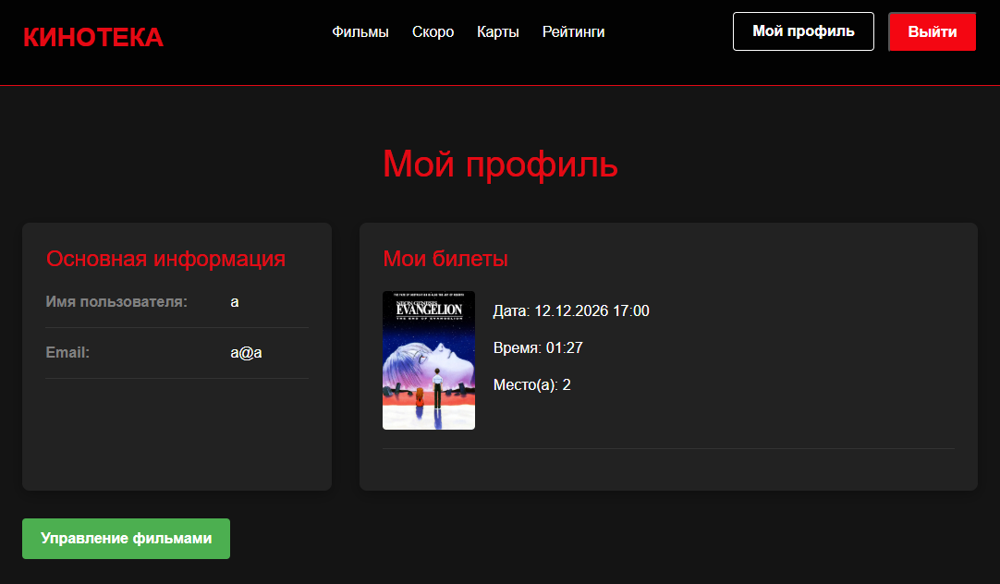 КИНОТЕКА
Фильмы Скоро Карты Рейтинги
Мой профиль Выйти
Мой профиль
Основная информация
Имя пользователя: a
Email: a@a
Мои билеты
NEON GENESIS
EVANGELION
THE END OF EVANGELION
Дата: 12.12.2026 17:00
Время: 01:27
Место(а): 2
Управление фильмами